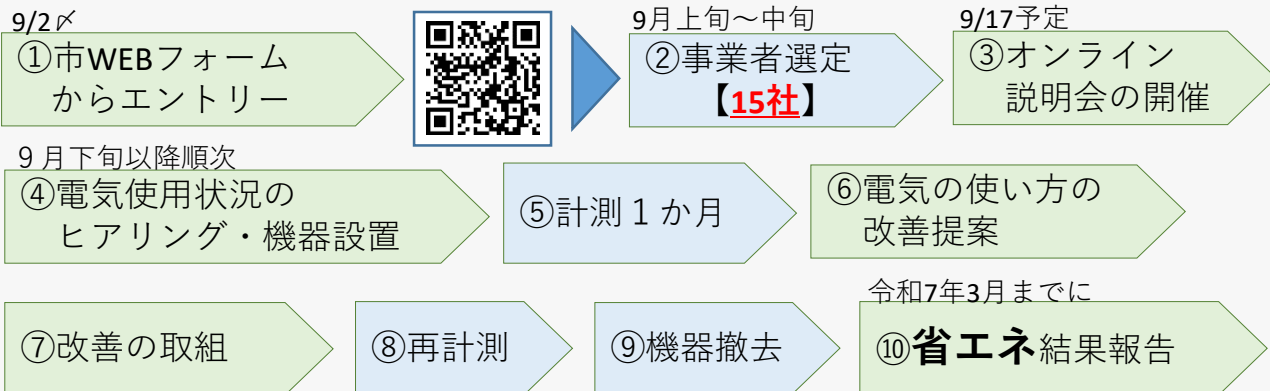 9/2〆
①市WEBフォーム
からエントリー
9月上旬～中旬
②事業者選定
【15社】
9/17予定
③オンライン
説明会の開催
９月下旬以降順次
④電気使用状況の
ヒアリング・機器設置
⑤計測１か月
⑥電気の使い方の
改善提案
⑦改善の取組
⑧再計測
⑨機器撤去
令和7年3月までに
⑩省エネ結果報告